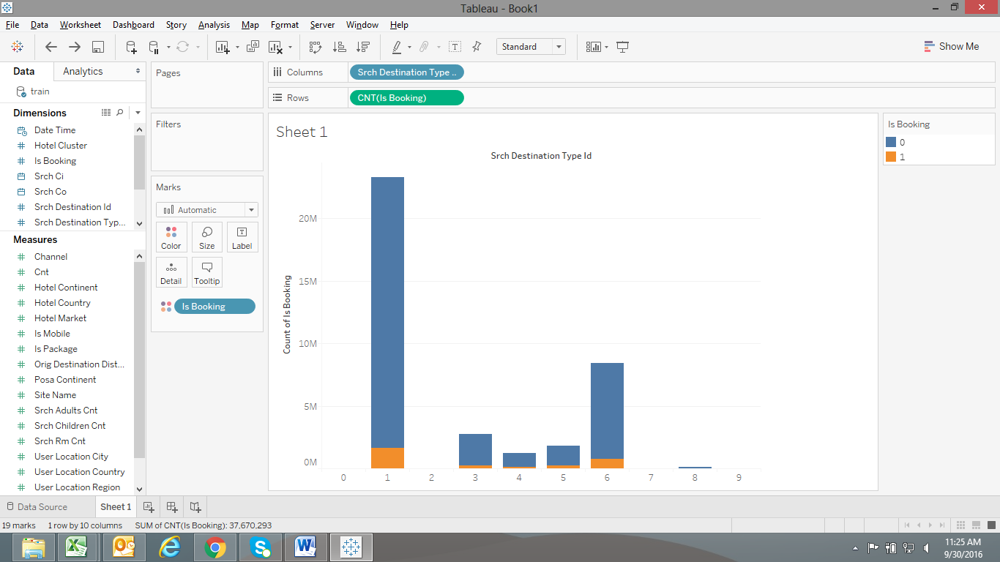 Tableau - Book1
File Data Worksheet Dashboard Story Analysis Map Format Server Window Help
Standard
Show Me
Data Analytics
train
Dimensions
Date Time
Hotel Cluster
Is Booking
Srch Ci
Srch Co
Srch Destination Id
Srch Destination Typ...
Measures
Channel
Cnt
Hotel Continent
Hotel Country
Hotel Market
Is Mobile
Is Package
Orig Destination Dist...
Posa Continent
Site Name
Srch Adults Cnt
Srch Children Cnt
Srch Rm Cnt
User Location City
User Location Country
User Location Region
Pages
Filters
Marks
Automatic
Color Size Label
Detail Tooltip
Is Booking
Columns Srch Destination Type ..
Rows CNT(Is Booking)
Sheet 1
Srch Destination Type Id
Count of Is Booking
20M
15M
10M
5M
0M
0 1 2 3 4 5 6 7 8 9
Is Booking
0
1
Data Source Sheet 1
19 marks 1 row by 10 columns SUM of CNT(Is Booking): 37,670,293
11:25 AM
9/30/2016